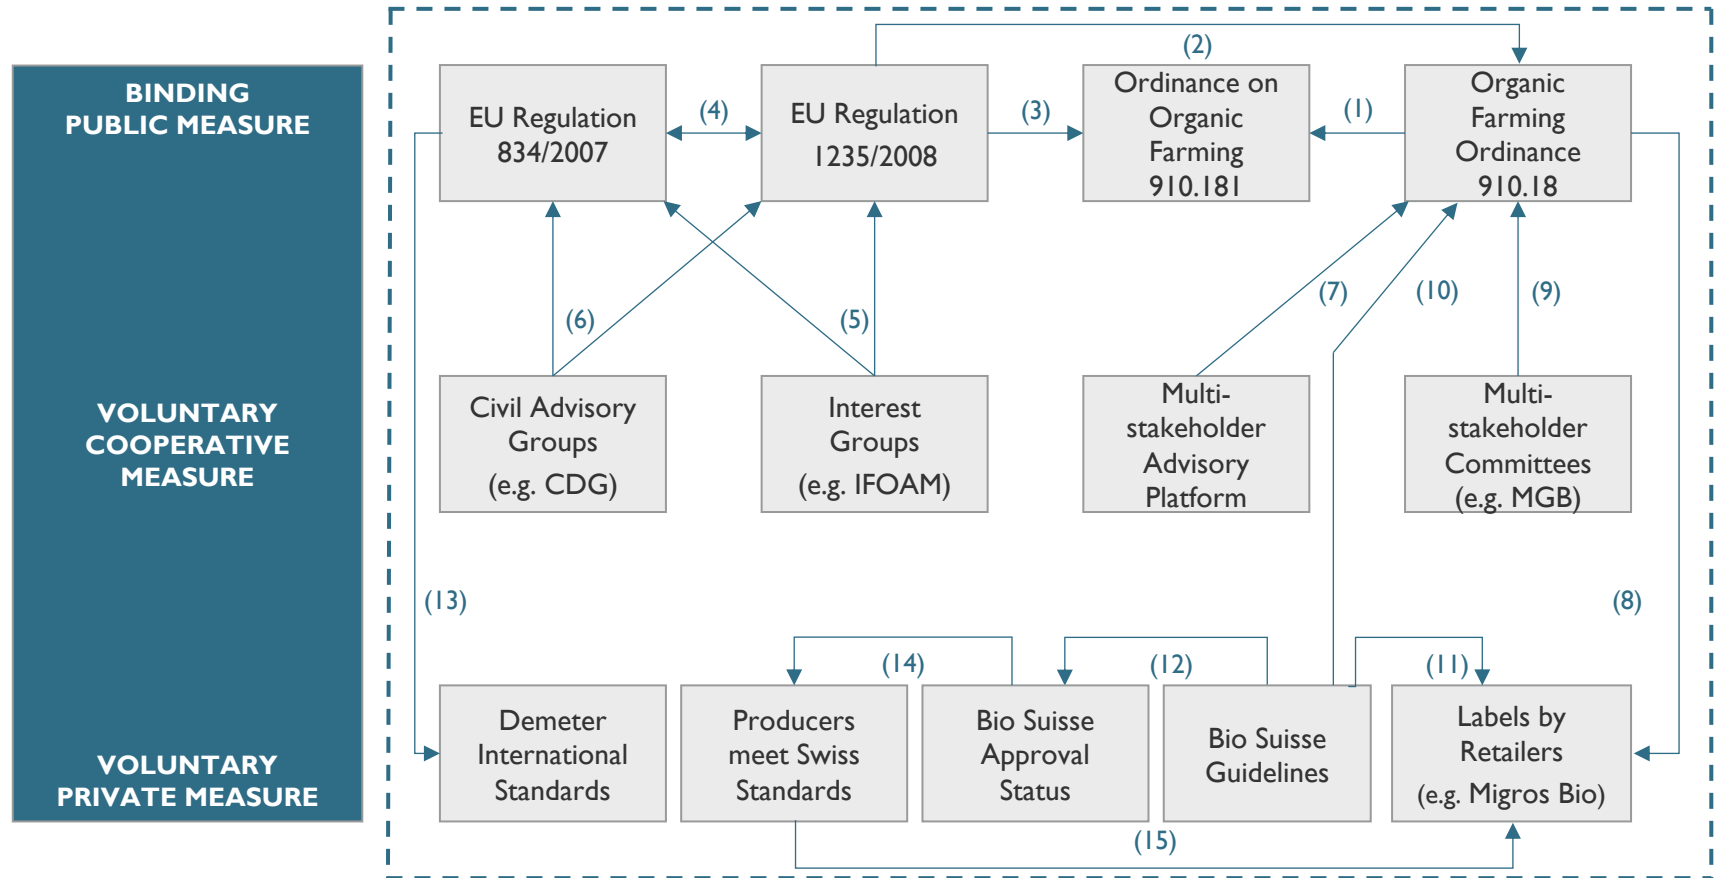 BINDING
PUBLIC MEASURE
EU Regulation
834/2007
(4)
EU Regulation
1235/2008
(3)
(2)
Ordinance on
Organic
Farming
910.181
(1)
Organic
Farming
Ordinance
910.18
(6)
(5)
(7)
(10)
(9)
VOLUNTARY
COOPERATIVE
MEASURE
Civil Advisory
Groups
(e.g. CDG)
Interest
Groups
(e.g. IFOAM)
Multi-
stakeholder
Advisory
Platform
Multi-
stakeholder
Committees
(e.g. MGB)
(13)
(8)
(14)
(12)
(11)
VOLUNTARY
PRIVATE MEASURE
Demeter
International
Standards
Producers
meet Swiss
Standards
Bio Suisse
Approval
Status
Bio Suisse
Guidelines
Labels by
Retailers
(e.g. Migros Bio)
(15)